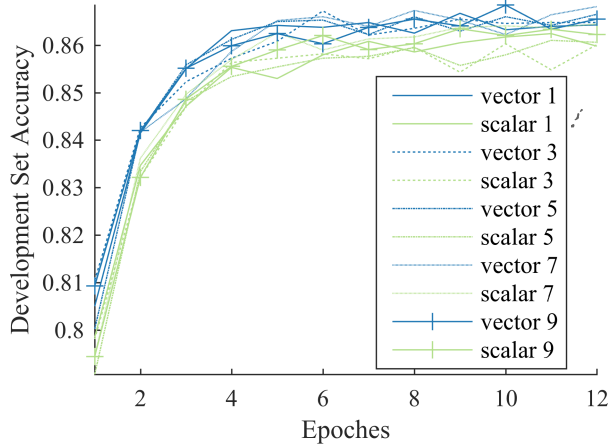 Development Set Accuracy
0.86
0.85
0.84
0.83
0.82
0.81
0.8
vector 1
scalar 1
vector 3
scalar 3
vector 5
scalar 5
vector 7
scalar 7
vector 9
scalar 9
2 4 6 8 10 12
Epoches